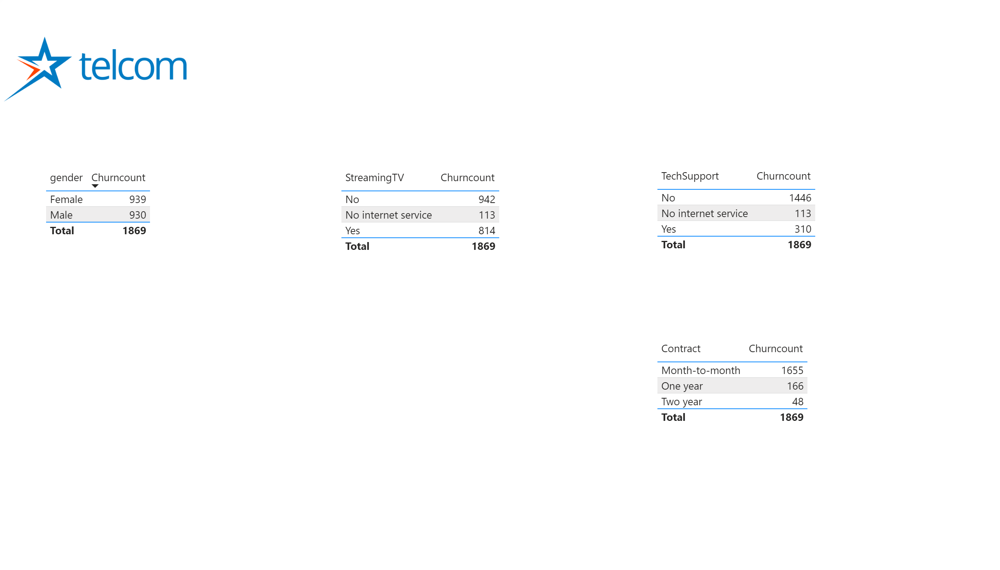 telcom
gender Churncount
Female 939
Male 930
Total 1869
StreamingTV Churncount
No 942
No internet service 113
Yes 814
Total 1869
TechSupport Churncount
No 1446
No internet service 113
Yes 310
Total 1869
Contract Churncount
Month-to-month 1655
One year 166
Two year 48
Total 1869